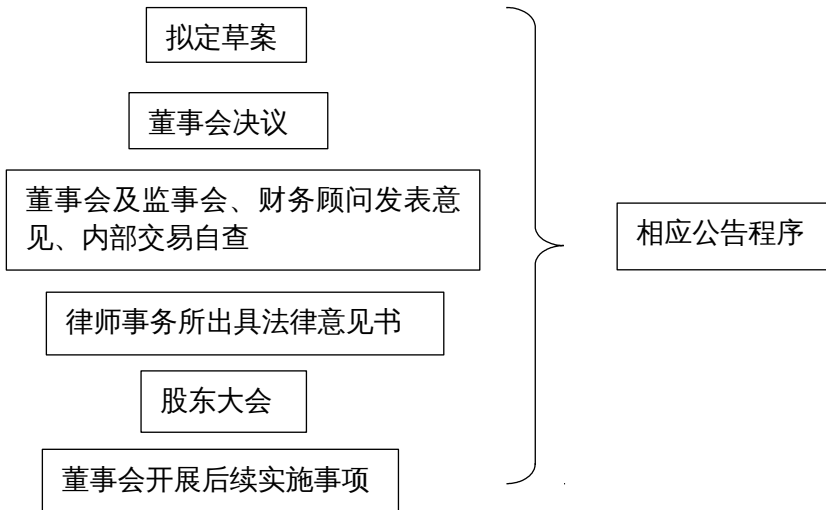 拟定草案
董事会决议
董事会及监事会、财务顾问发表意
见、内部交易自查
律师事务所出具法律意见书
股东大会
董事会开展后续实施事项
相应公告程序